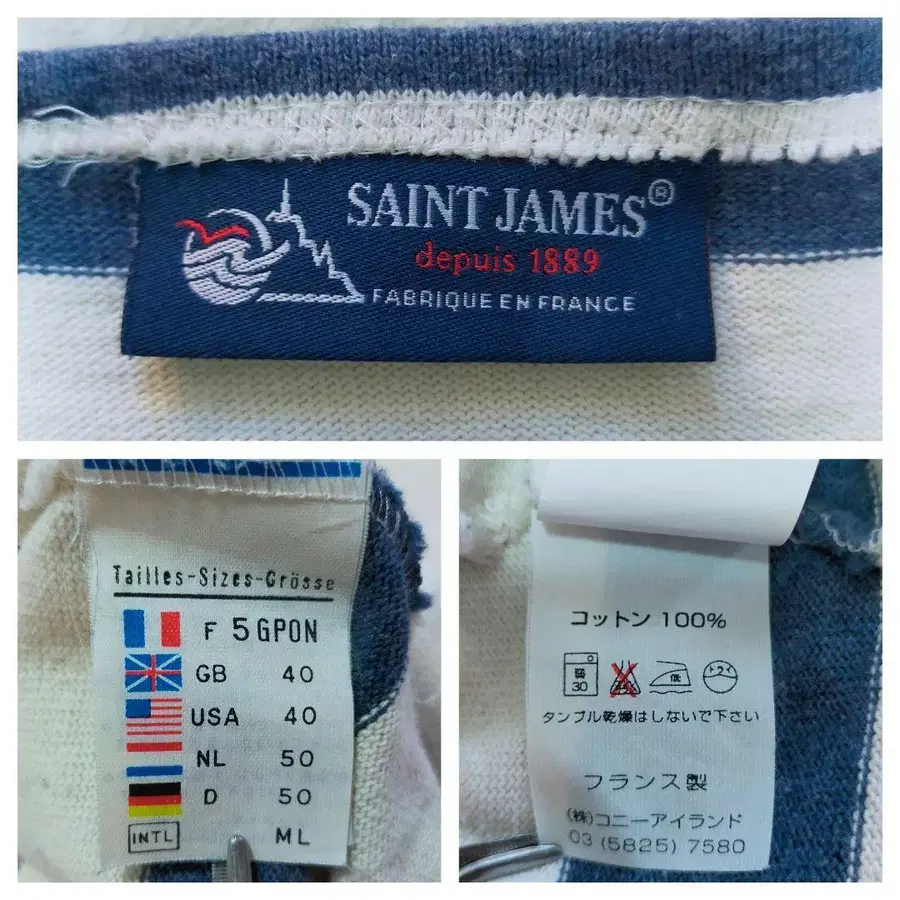 SAINT JAMES®
depuis 1889
FABRIQUE EN FRANCE
Tailles-Sizes-Grösse
F 5 GPON
GB 40
USA 40
NL 50
D 50
INTL ML
コットン 100%
弱 30 低 ドライ
タンブル乾燥はしないで下さい
フランス製
(株)コニーアイランド
03 (5825) 7580